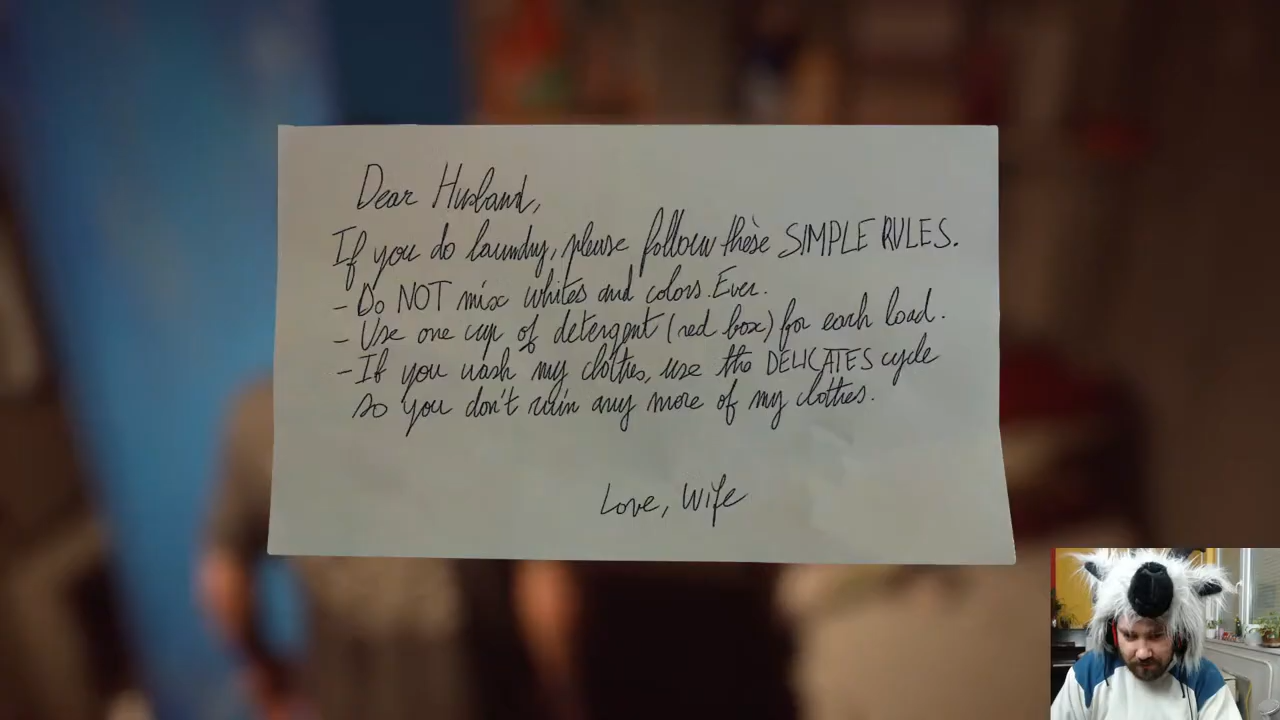 Dear Husband,
If you do laundry, please follow these SIMPLE RULES.
- Do NOT mix whites and colors. Ever.
- Use one cup of detergent (red box) for each load.
- If you wash my clothes, use the DELICATES cycle
so you don't ruin any more of my clothes.
Love, Wife